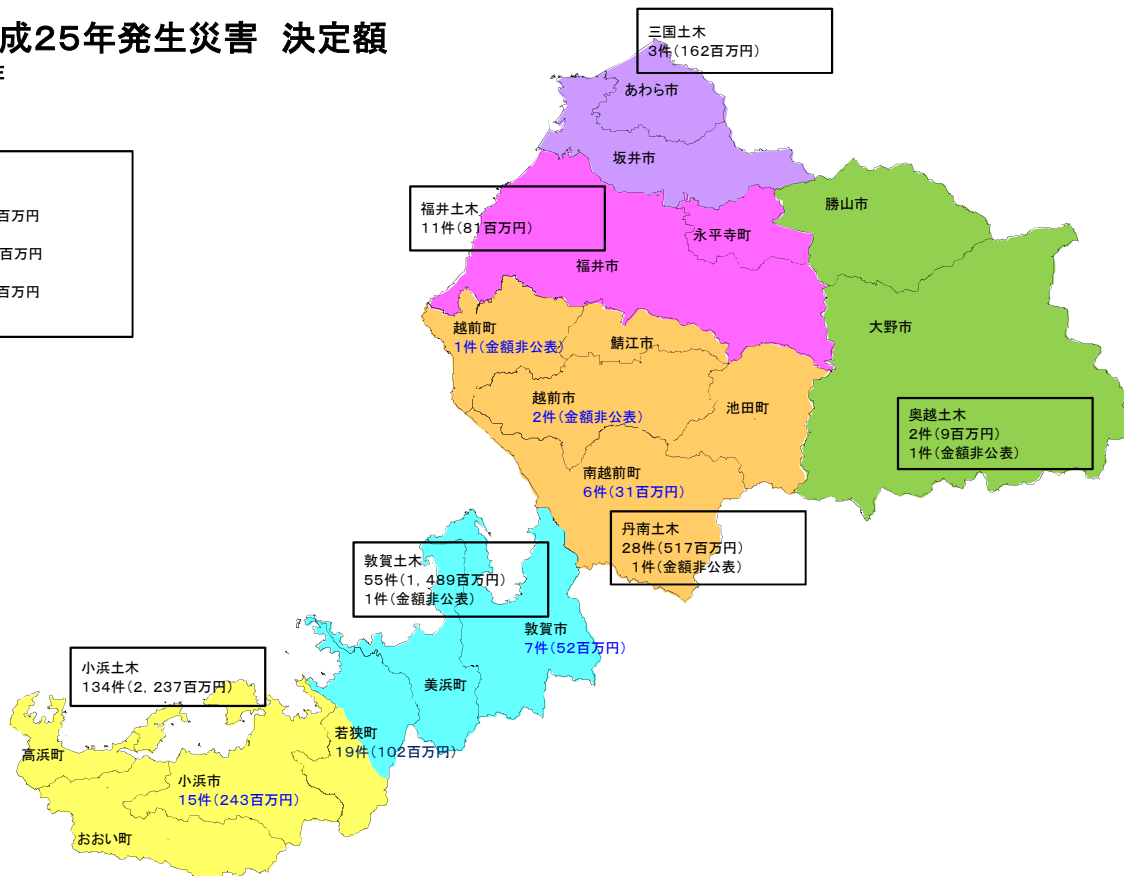 成25年発生災害 決定額
百万円
百万円
百万円
三国土木
3件(162百万円)
あわら市
坂井市
福井土木
11件(81百万円)
永平寺町
福井市
勝山市
大野市
越前町
1件(金額非公表)
鯖江市
越前市
2件(金額非公表)
池田町
奥越土木
2件(9百万円)
1件(金額非公表)
南越前町
6件(31百万円)
丹南土木
28件(517百万円)
1件(金額非公表)
敦賀土木
55件(1，489百万円)
1件(金額非公表)
敦賀市
7件(52百万円)
美浜町
小浜土木
134件(2，237百万円)
若狭町
19件(102百万円)
高浜町
小浜市
15件(243百万円)
おおい町